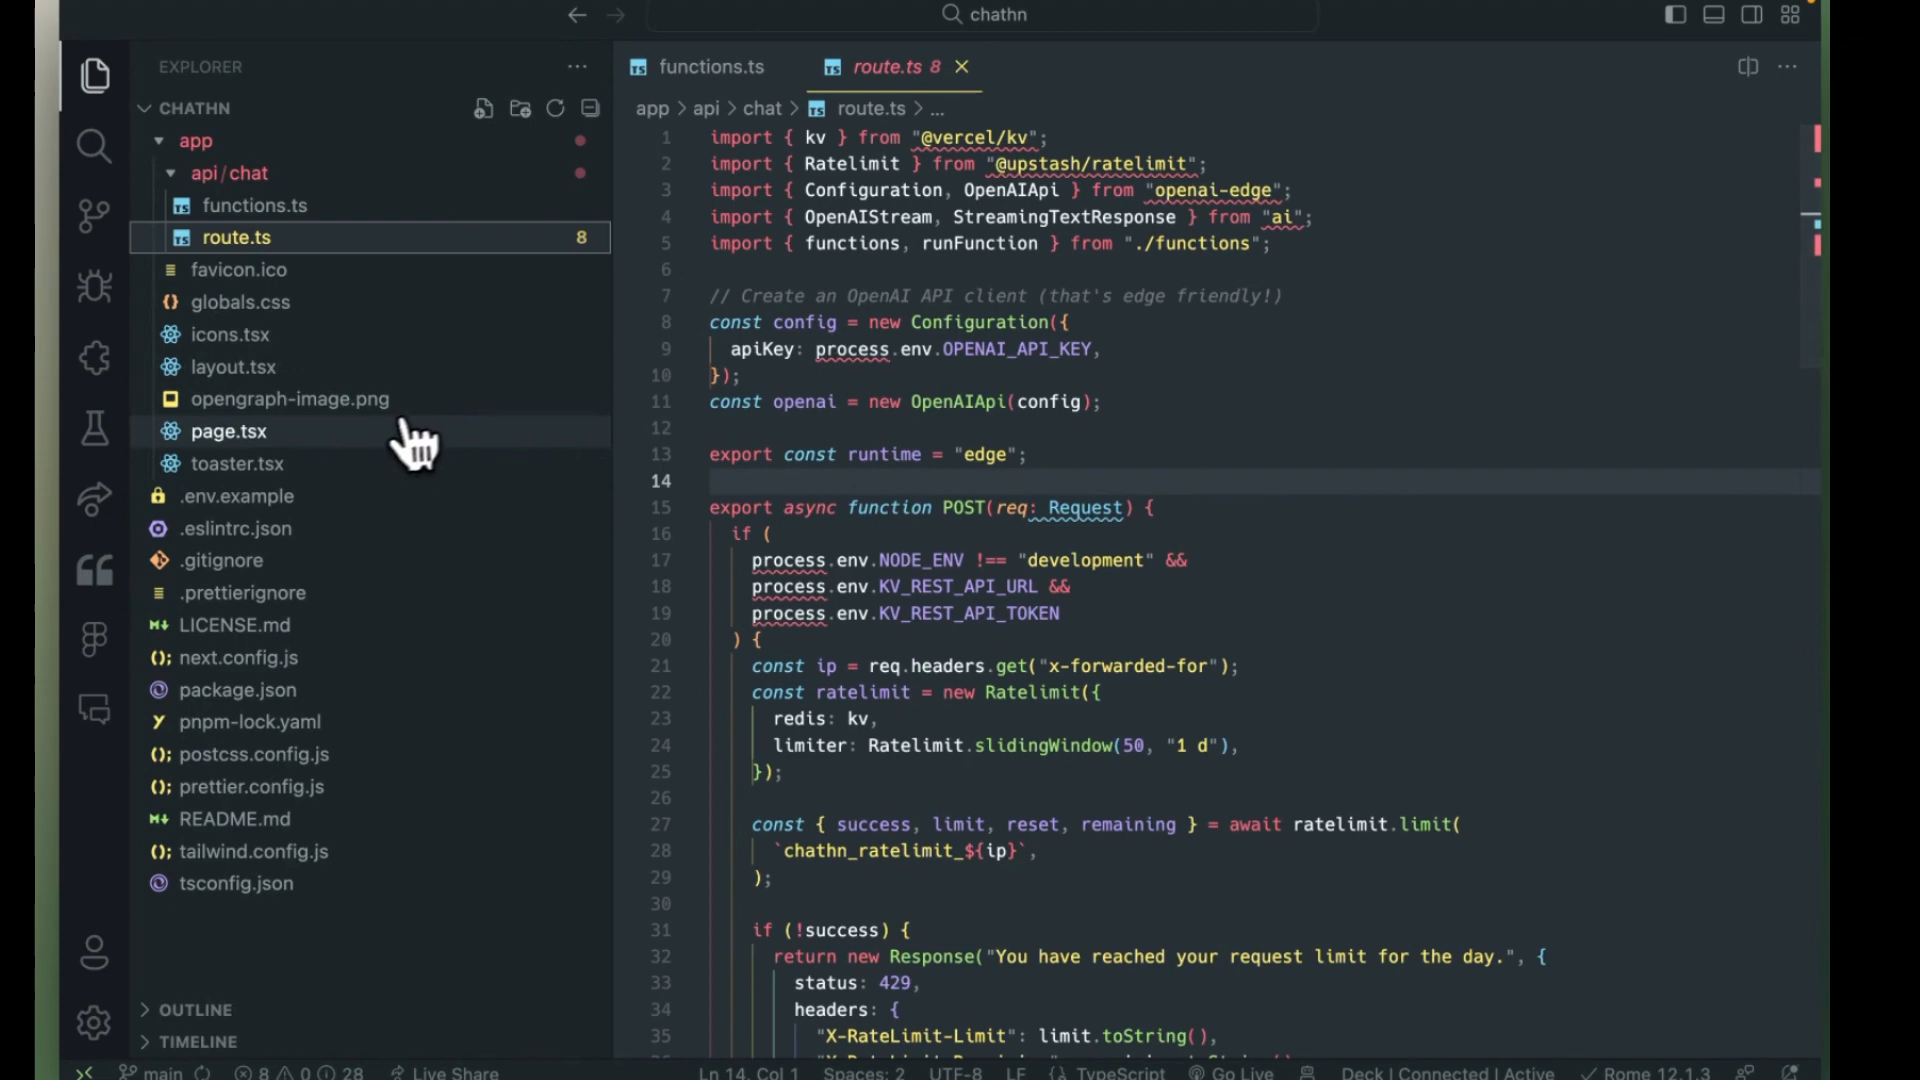 chathn
EXPLORER
CHATHN
app
api/chat
functions.ts
route.ts 8
favicon.ico
globals.css
icons.tsx
layout.tsx
opengraph-image.png
page.tsx
toaster.tsx
.env.example
.eslintrc.json
.gitignore
.prettierignore
LICENSE.md
next.config.js
package.json
pnpm-lock.yaml
postcss.config.js
prettier.config.js
README.md
tailwind.config.js
tsconfig.json
OUTLINE
TIMELINE
functions.ts
route.ts 8
app > api > chat > TS route.ts > ...
1 import { kv } from "@vercel/kv";
2 import { Ratelimit } from "@upstash/ratelimit";
3 import { Configuration, OpenAIApi } from "openai-edge";
4 import { OpenAIStream, StreamingTextResponse } from "ai";
5 import { functions, runFunction } from "./functions";
6
7 // Create an OpenAI API client (that's edge friendly!)
8 const config = new Configuration({
9 apiKey: process.env.OPENAI_API_KEY,
10 });
11 const openai = new OpenAIApi(config);
12
13 export const runtime = "edge";
14
15 export async function POST(req: Request) {
16 if (
17 process.env.NODE_ENV !== "development" &&
18 process.env.KV_REST_API_URL &&
19 process.env.KV_REST_API_TOKEN
20 ) {
21 const ip = req.headers.get("x-forwarded-for");
22 const ratelimit = new Ratelimit({
23 redis: kv,
24 limiter: Ratelimit.slidingWindow(50, "1 d"),
25 });
26
27 const { success, limit, reset, remaining } = await ratelimit.limit(
28 `chathn_ratelimit_${ip}`,
29 );
30
31 if (!success) {
32 return new Response("You have reached your request limit for the day.", {
33 status: 429,
34 headers: {
35 "X-RateLimit-Limit": limit.toString(),
main 8 0 28 Live Share Ln 14, Col 1 Spaces: 2 UTF-8 LF {} TypeScript Go Live Deck | Connected | Active Rome 12.1.3